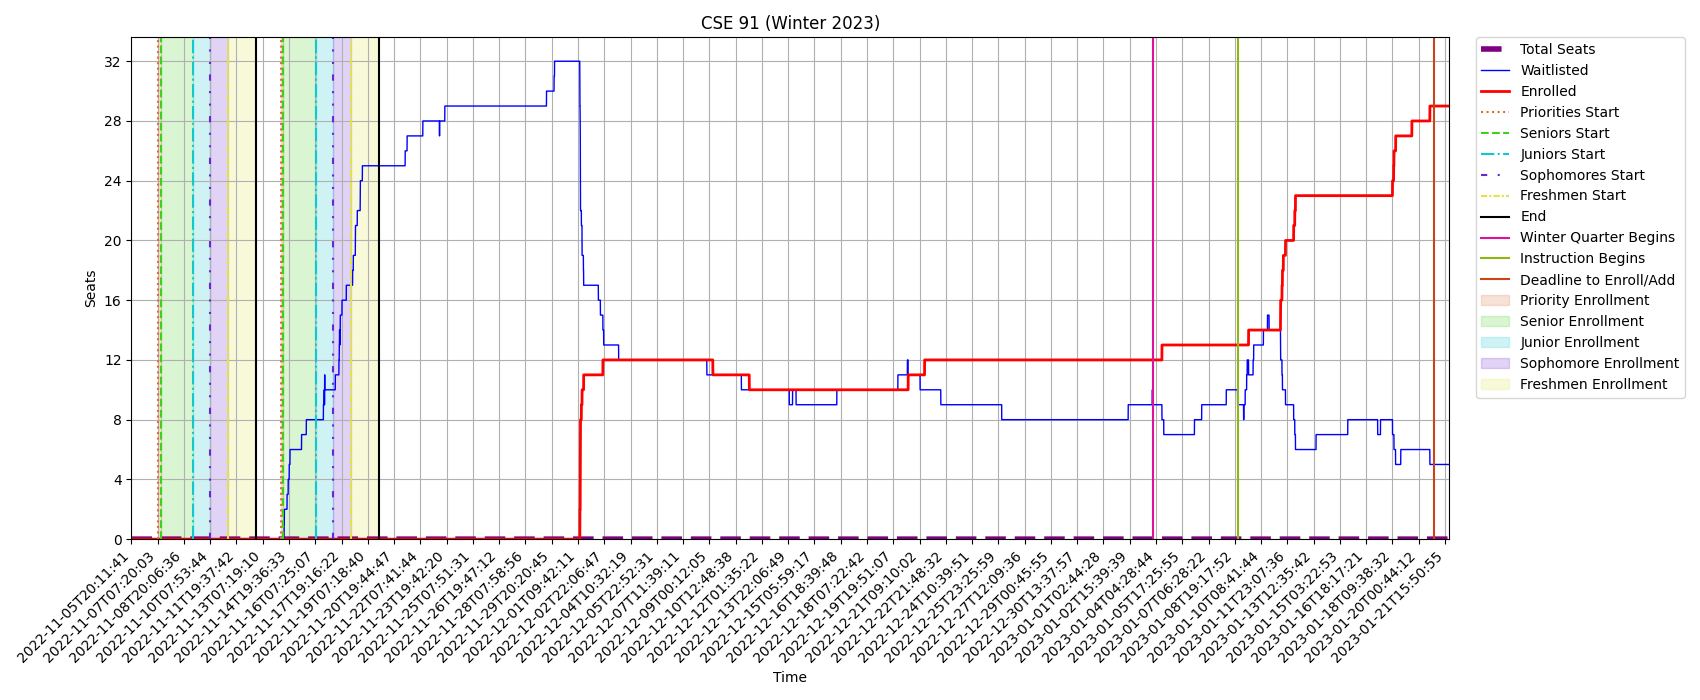 CSE 91 (Winter 2023)
Seats
32
28
24
20
16
12
8
4
0
2022-11-05T20:11:41
2022-11-07T07:20:03
2022-11-08T20:06:36
2022-11-10T07:53:44
2022-11-11T19:37:42
2022-11-13T07:19:10
2022-11-14T19:36:33
2022-11-16T07:25:07
2022-11-17T19:16:22
2022-11-19T07:18:40
2022-11-20T19:44:47
2022-11-22T07:41:44
2022-11-23T19:42:20
2022-11-25T07:51:31
2022-11-26T19:47:12
2022-11-28T07:58:56
2022-11-29T20:20:45
2022-12-01T09:42:11
2022-12-02T22:06:47
2022-12-04T10:32:19
2022-12-05T22:52:31
2022-12-07T11:39:11
2022-12-09T00:12:05
2022-12-10T12:48:38
2022-12-12T01:35:22
2022-12-13T22:06:49
2022-12-15T05:59:17
2022-12-16T18:39:48
2022-12-18T07:22:42
2022-12-19T19:51:07
2022-12-21T09:10:02
2022-12-22T21:48:32
2022-12-24T10:39:51
2022-12-25T23:25:59
2022-12-27T12:09:36
2022-12-29T00:45:55
2022-12-30T13:37:57
2023-01-01T02:44:28
2023-01-02T15:39:39
2023-01-04T04:28:44
2023-01-05T17:25:55
2023-01-07T06:28:22
2023-01-08T19:17:52
2023-01-10T08:41:44
2023-01-11T23:07:36
2023-01-13T12:35:42
2023-01-15T03:22:53
2023-01-16T18:17:21
2023-01-18T09:38:32
2023-01-20T00:44:12
2023-01-21T15:50:55
Time
Total Seats
Waitlisted
Enrolled
Priorities Start
Seniors Start
Juniors Start
Sophomores Start
Freshmen Start
End
Winter Quarter Begins
Instruction Begins
Deadline to Enroll/Add
Priority Enrollment
Senior Enrollment
Junior Enrollment
Sophomore Enrollment
Freshmen Enrollment